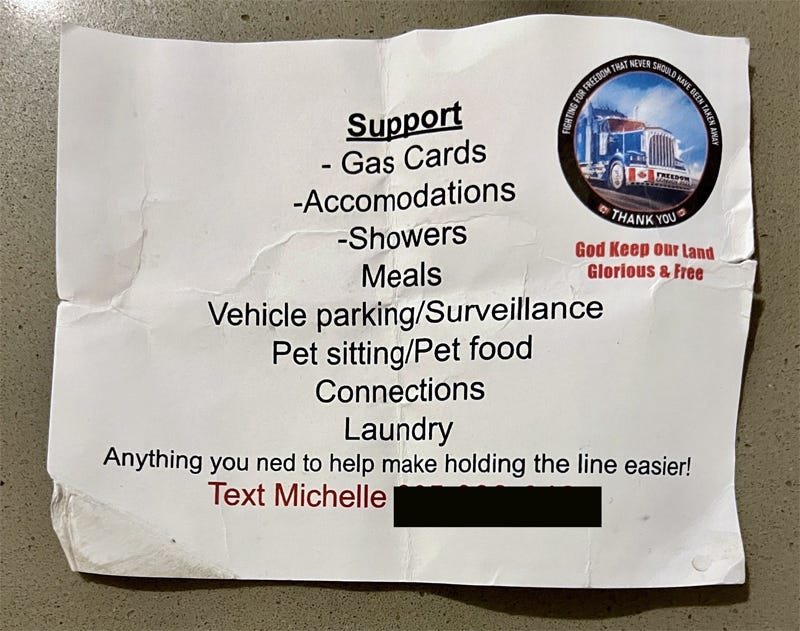 Support
- Gas Cards
-Accomodations
-Showers
Meals
Vehicle parking/Surveillance
Pet sitting/Pet food
Connections
Laundry
Anything you ned to help make holding the line easier!
Text Michelle
FIGHTING FOR FREEDOM THAT NEVER SHOULD HAVE BEEN TAKEN AWAY
FREEDOM
THANK YOU
God Keep our Land
Glorious & Free